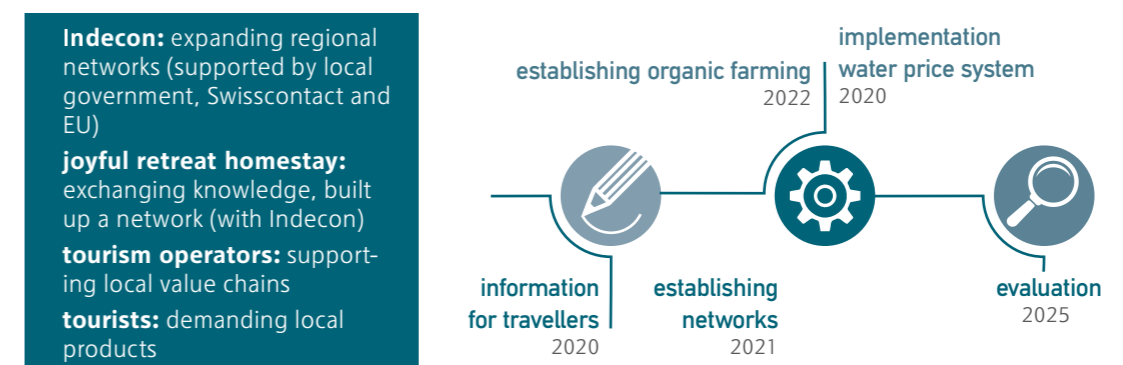 Indecon: expanding regional
networks (supported by local
government, Swisscontact and
EU)
joyful retreat homestay:
exchanging knowledge, built
up a network (with Indecon)
tourism operators: support-
ing local value chains
tourists: demanding local
products
establishing organic farming
2022
implementation
water price system
2020
information
for travellers
2020
establishing
networks
2021
evaluation
2025